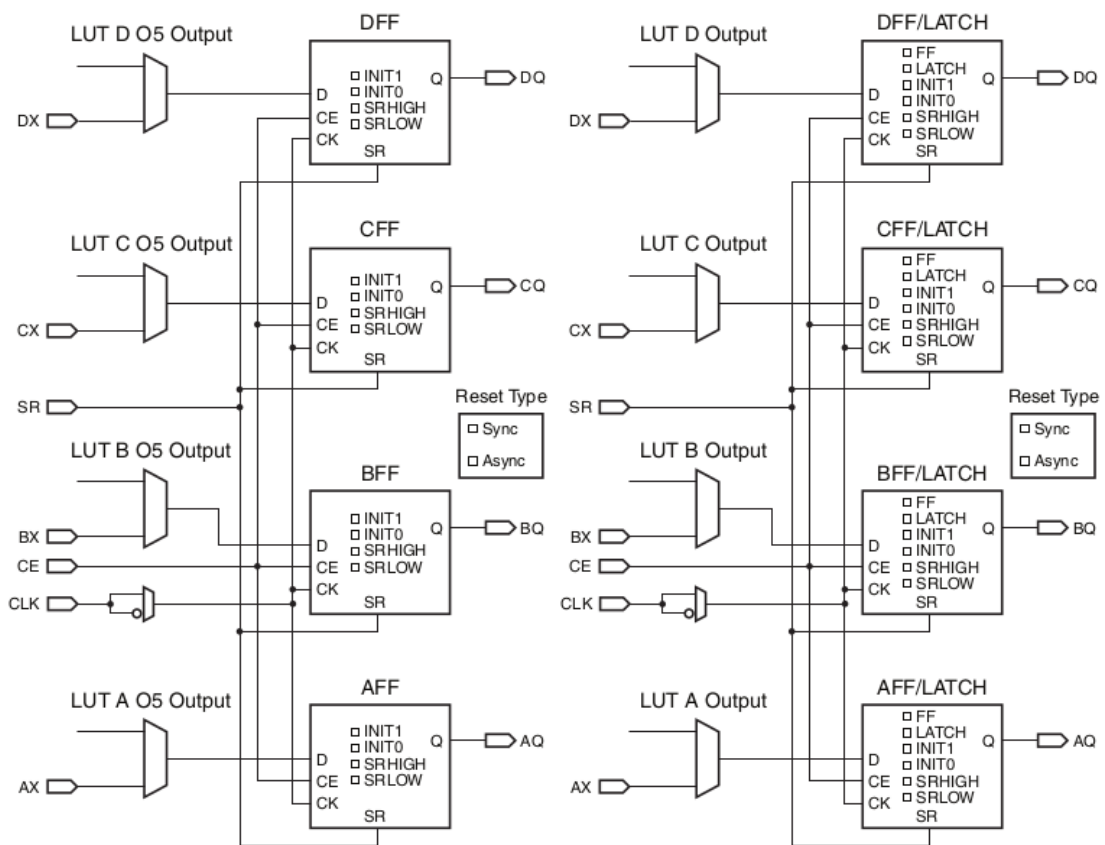 DFF
LUT D O5 Output
INIT1
INIT0
SRHIGH
SRLOW
D
CE
CK
SR
Q
DQ
DX
CFF
LUT C O5 Output
INIT1
INIT0
SRHIGH
SRLOW
D
CE
CK
SR
Q
CQ
CX
SR
Reset Type
Sync
Async
BFF
LUT B O5 Output
INIT1
INIT0
SRHIGH
SRLOW
D
CE
CK
SR
Q
BQ
BX
CE
CLK
AFF
LUT A O5 Output
INIT1
INIT0
SRHIGH
SRLOW
D
CE
CK
SR
Q
AQ
AX
DFF/LATCH
LUT D Output
FF
LATCH
INIT1
INIT0
SRHIGH
SRLOW
D
CE
CK
SR
Q
DQ
DX
CFF/LATCH
LUT C Output
FF
LATCH
INIT1
INIT0
SRHIGH
SRLOW
D
CE
CK
SR
Q
CQ
CX
SR
Reset Type
Sync
Async
BFF/LATCH
LUT B Output
FF
LATCH
INIT1
INIT0
SRHIGH
SRLOW
D
CE
CK
SR
Q
BQ
BX
CE
CLK
AFF/LATCH
LUT A Output
FF
LATCH
INIT1
INIT0
SRHIGH
SRLOW
D
CE
CK
SR
Q
AQ
AX